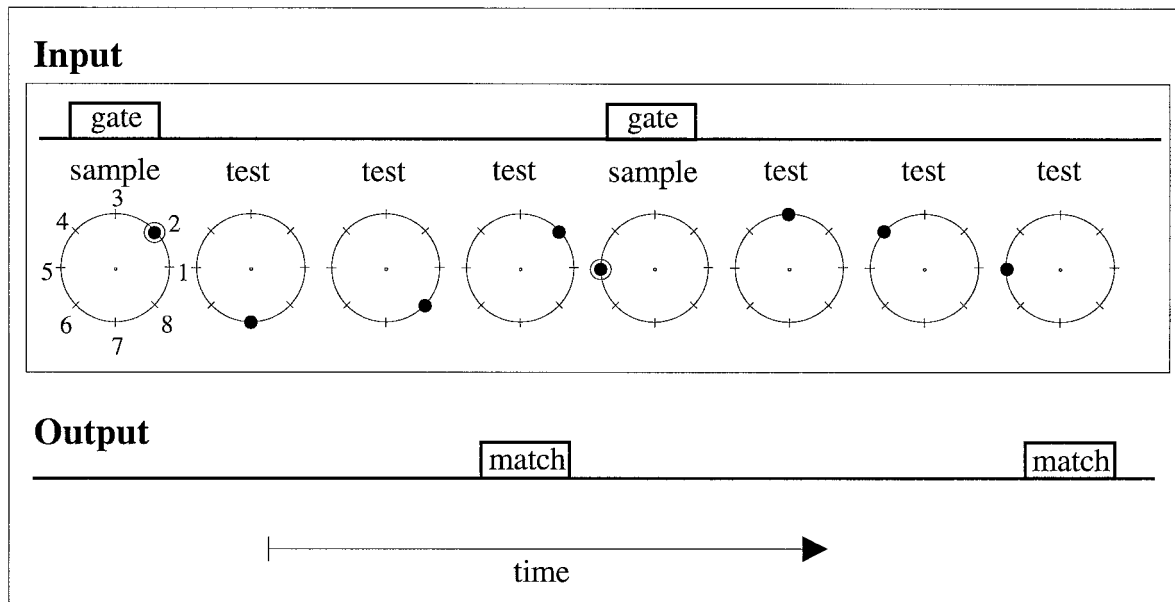 Input
gate gate
sample test test test sample test test test
3
4 2
5 1
6 8
7
Output
match match
time